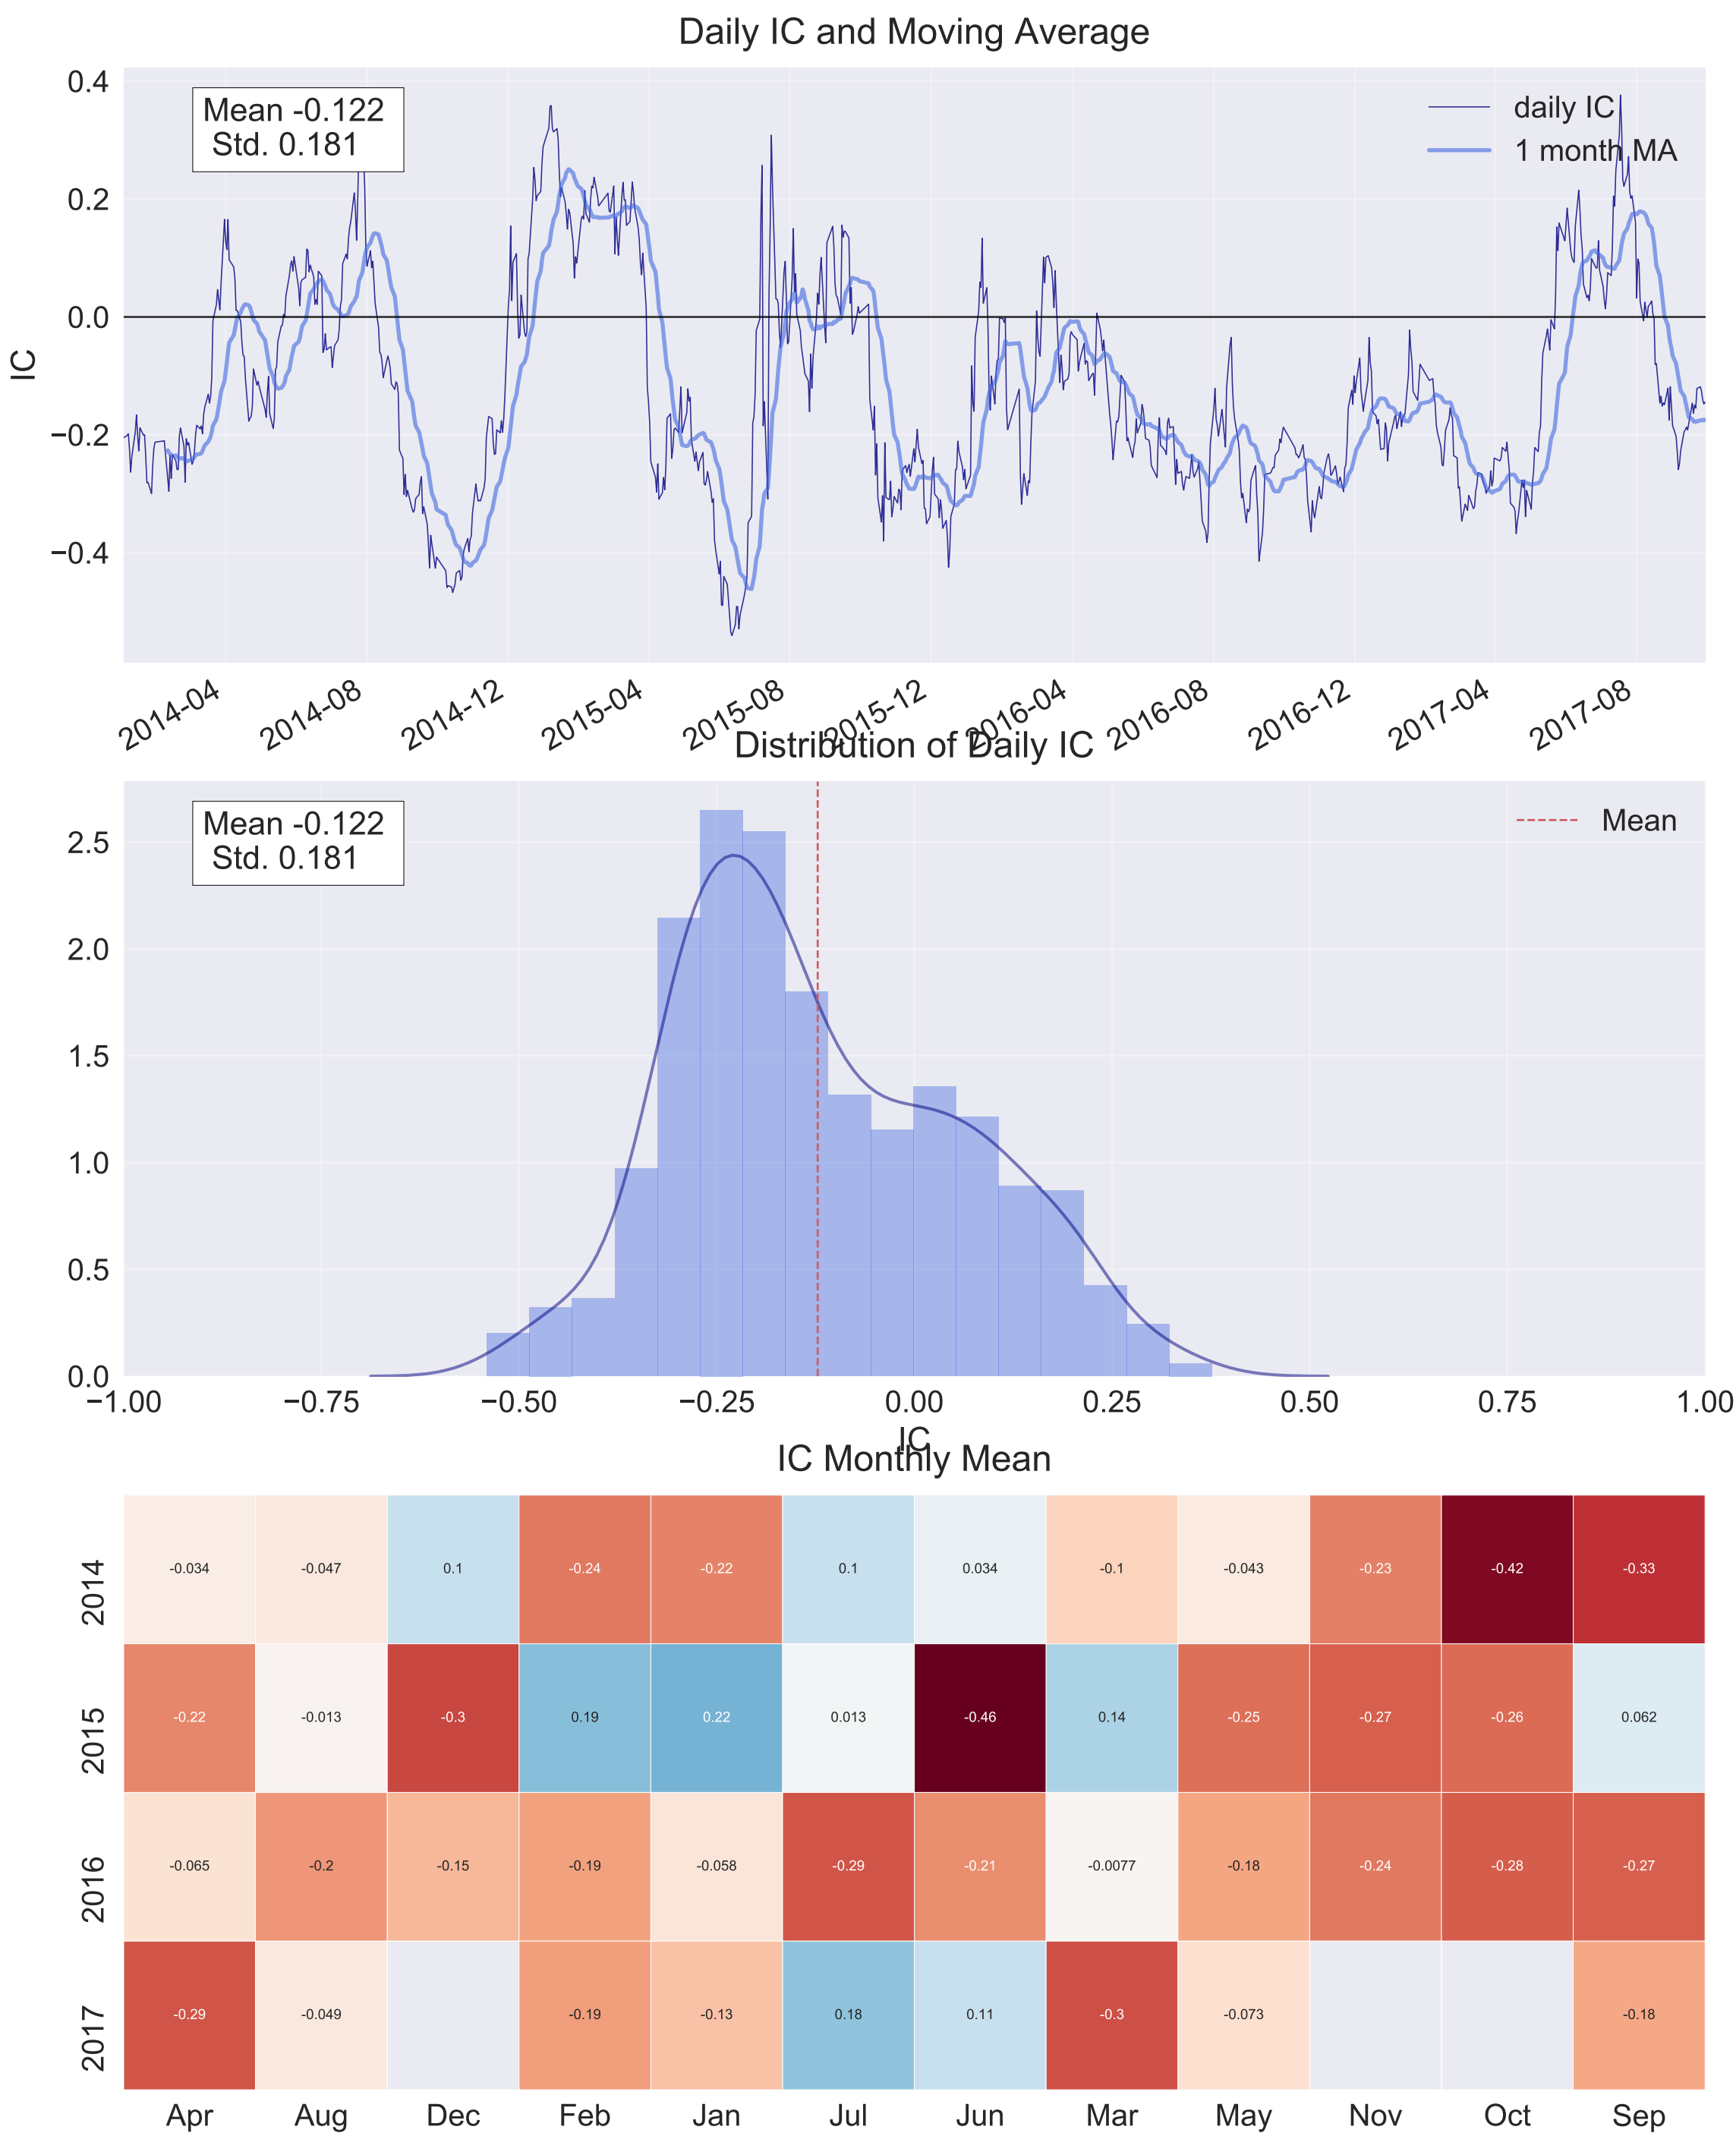 Daily IC and Moving Average
Mean -0.122
Std. 0.181
daily IC
1 month MA
IC
0.4
0.2
0.0
−0.2
−0.4
2014-04 2014-08 2014-12 2015-04 2015-08 2015-12 2016-04 2016-08 2016-12 2017-04 2017-08
Distribution of Daily IC
Mean -0.122
Std. 0.181
Mean
2.5
2.0
1.5
1.0
0.5
0.0
−1.00 −0.75 −0.50 −0.25 0.00 0.25 0.50 0.75 1.00
IC
IC Monthly Mean
2014 -0.034 -0.047 0.1 -0.24 -0.22 0.1 0.034 -0.1 -0.043 -0.23 -0.42 -0.33
2015 -0.22 -0.013 -0.3 0.19 0.22 0.013 -0.46 0.14 -0.25 -0.27 -0.26 0.062
2016 -0.065 -0.2 -0.15 -0.19 -0.058 -0.29 -0.21 -0.0077 -0.18 -0.24 -0.28 -0.27
2017 -0.29 -0.049 -0.19 -0.13 0.18 0.11 -0.3 -0.073 -0.18
Apr Aug Dec Feb Jan Jul Jun Mar May Nov Oct Sep